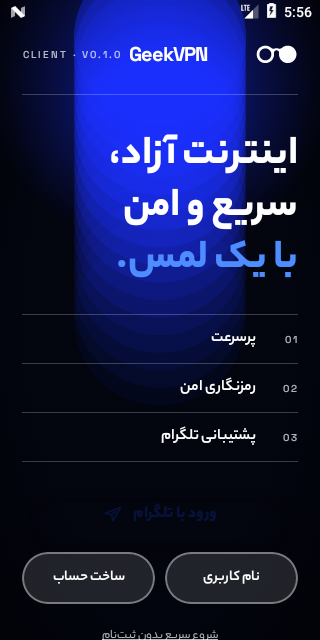 5:56
LTE
CLIENT · V0.1.0 GeekVPN
اینترنت آزاد،
سریع و امن
با یک لمس.
01 پرسرعت
02 رمزنگاری امن
03 پشتیبانی تلگرام
ورود با تلگرام
نام کاربری
ساخت حساب
شروع سریع بدون ثبت‌نام